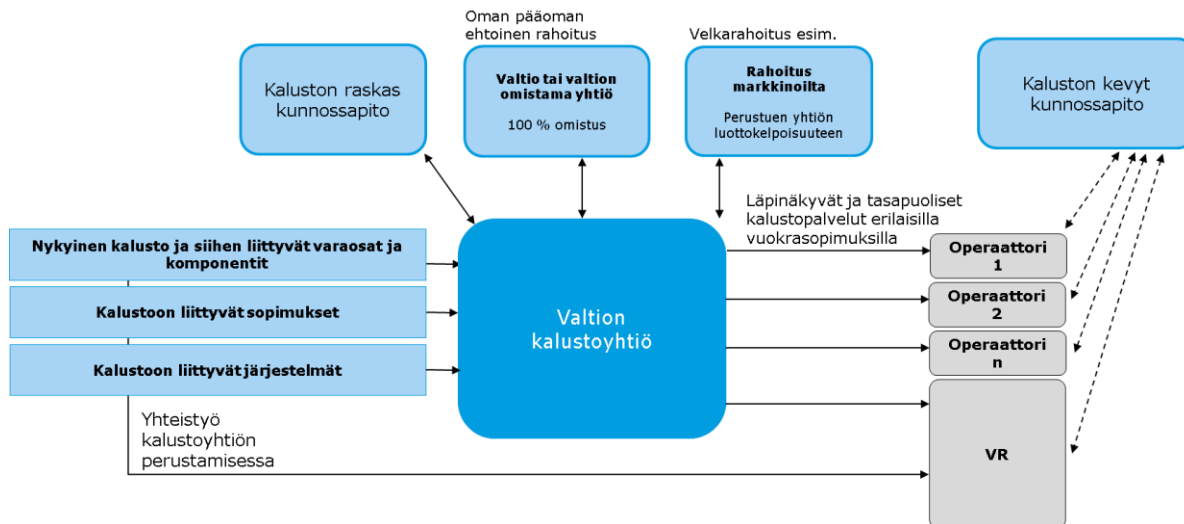 Oman pääoman
ehtoinen rahoitus
Velkarahoitus esim.
Kaluston raskas
kunnossapito
Valtio tai valtion
omistama yhtiö
100 % omistus
Rahoitus
markkinoilta
Perustuen yhtiön
luottokelpoisuuteen
Kaluston kevyt
kunnossapito
Läpinäkyvät ja tasapuoliset
kalustopalvelut erilaisilla
vuokrasopimuksilla
Nykyinen kalusto ja siihen liittyvät varaosat ja
komponentit
Kalustoon liittyvät sopimukset
Kalustoon liittyvät järjestelmät
Valtion
kalustoyhtiö
Operaattori
1
Operaattori
2
Operaattori
n
VR
Yhteistyö
kalustoyhtiön
perustamisessa